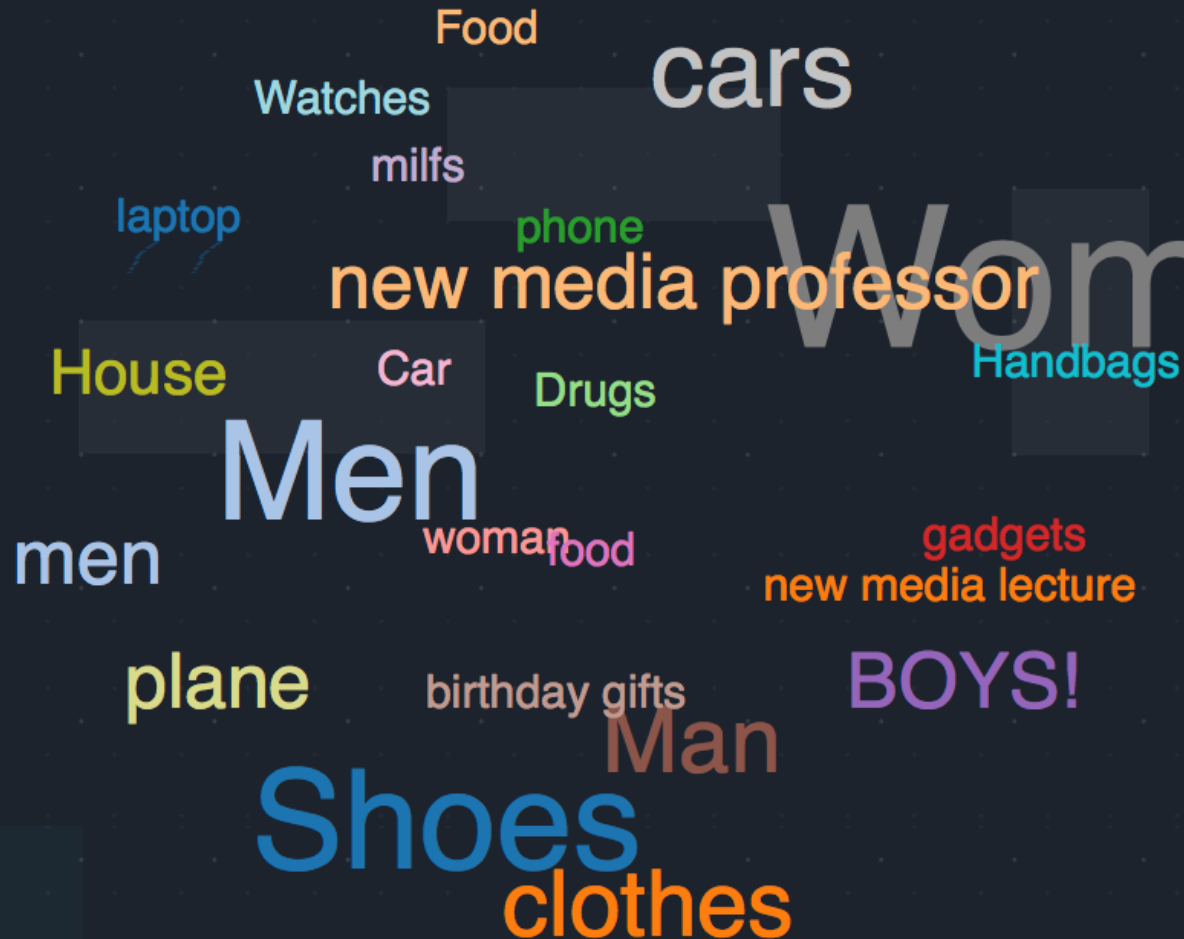 Food
cars
Watches
milfs
laptop
phone
Wom
new media professor
House
Car
Drugs
Handbags
Men
men
woman
food
gadgets
new media lecture
plane
birthday gifts
BOYS!
Man
Shoes
clothes